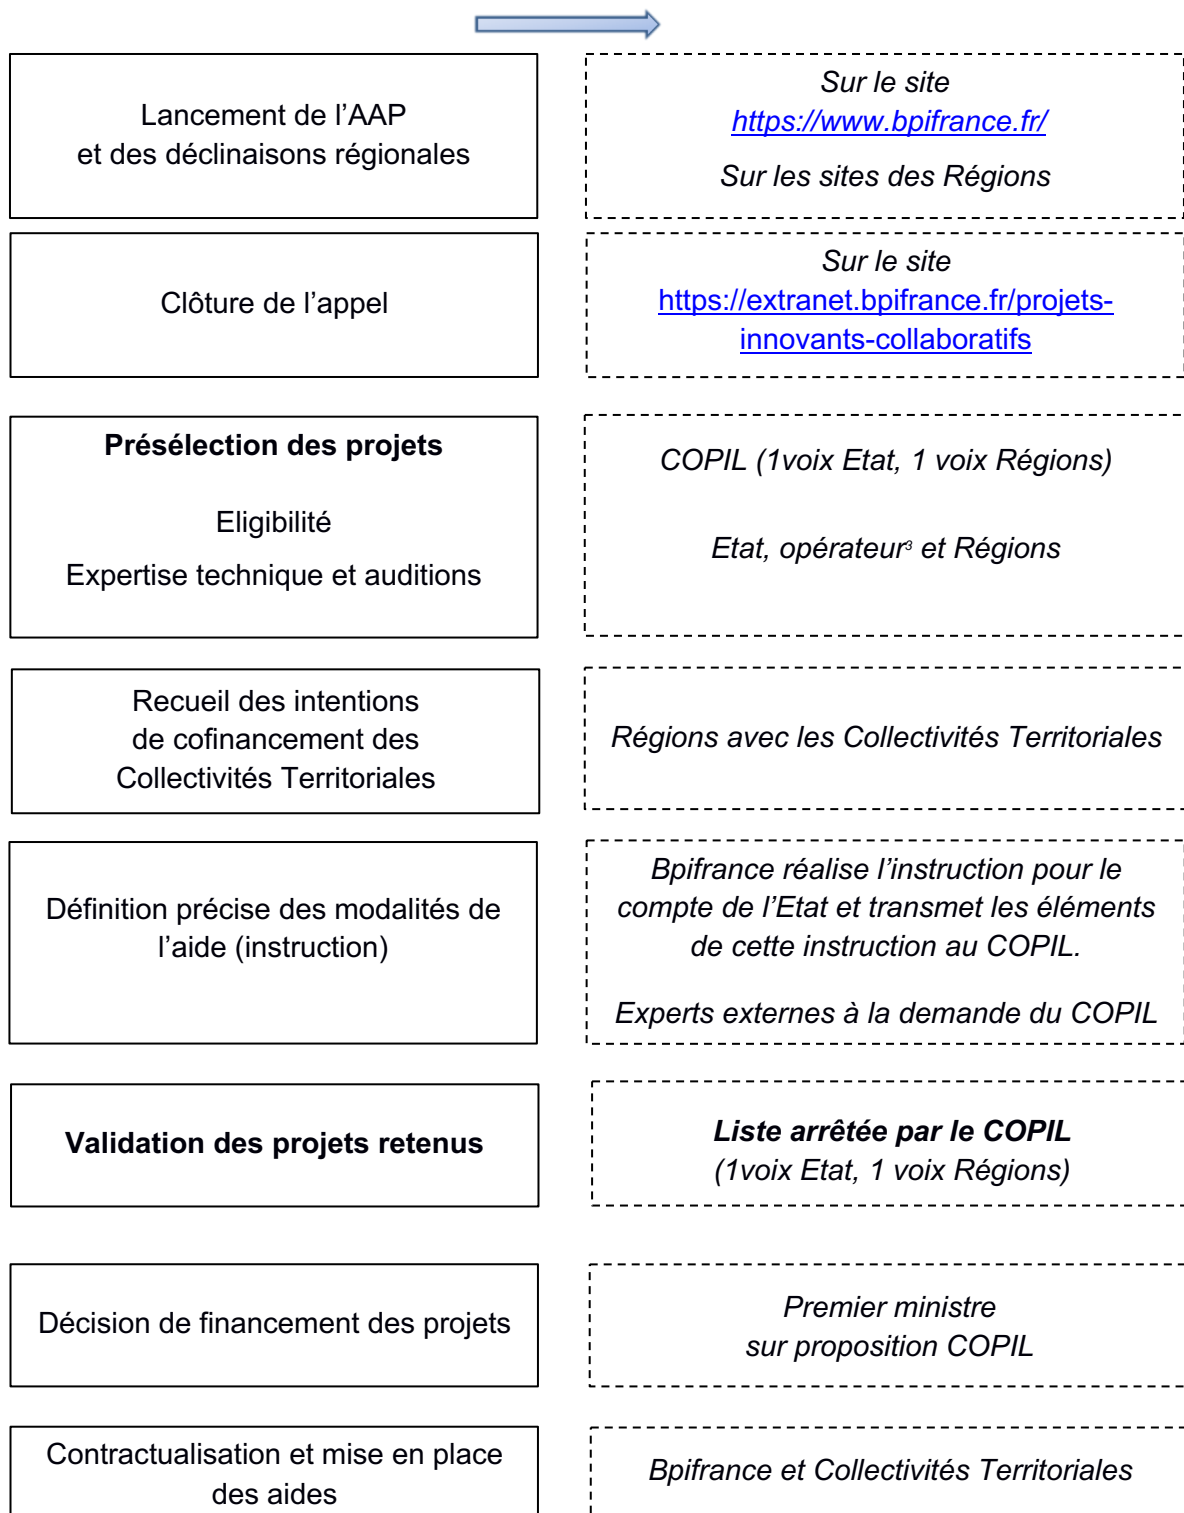 Lancement de l’AAP
et des déclinaisons régionales
Sur le site
https://www.bpifrance.fr/
Sur les sites des Régions
Clôture de l’appel
Sur le site
https://extranet.bpifrance.fr/projets-
innovants-collaboratifs
Présélection des projets
Eligibilité
Expertise technique et auditions
COPIL (1voix Etat, 1 voix Régions)
Etat, opérateur³ et Régions
Recueil des intentions
de cofinancement des
Collectivités Territoriales
Régions avec les Collectivités Territoriales
Définition précise des modalités de
l’aide (instruction)
Bpifrance réalise l’instruction pour le
compte de l’Etat et transmet les éléments
de cette instruction au COPIL.
Experts externes à la demande du COPIL
Validation des projets retenus
Liste arrêtée par le COPIL
(1voix Etat, 1 voix Régions)
Décision de financement des projets
Premier ministre
sur proposition COPIL
Contractualisation et mise en place
des aides
Bpifrance et Collectivités Territoriales